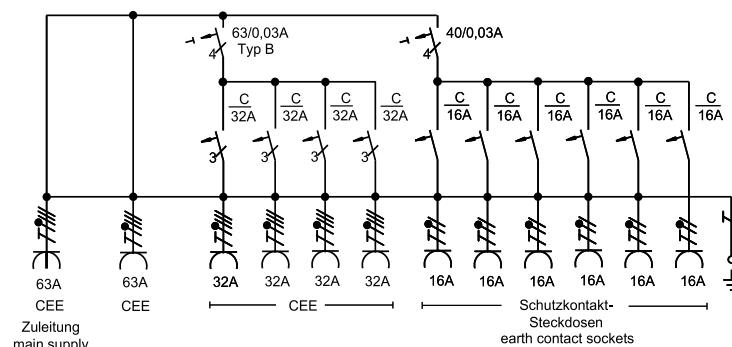 63/0,03A
Typ B
4
40/0,03A
4
C C C C C C C C C C
32A 32A 32A 32A 16A 16A 16A 16A 16A 16A
3 3 3 3
63A 63A 32A 32A 32A 32A 16A 16A 16A 16A 16A 16A
CEE CEE CEE Schutzkontakt-
Zuleitung Steckdosen
main supply earth contact sockets